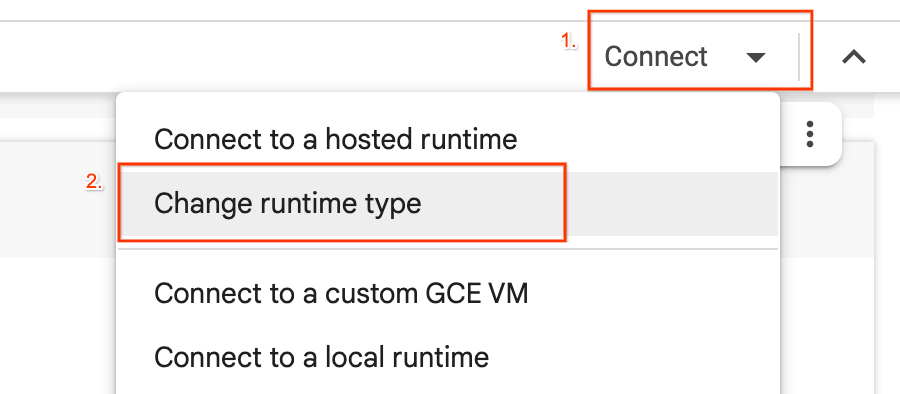 1. Connect
Connect to a hosted runtime
2. Change runtime type
Connect to a custom GCE VM
Connect to a local runtime